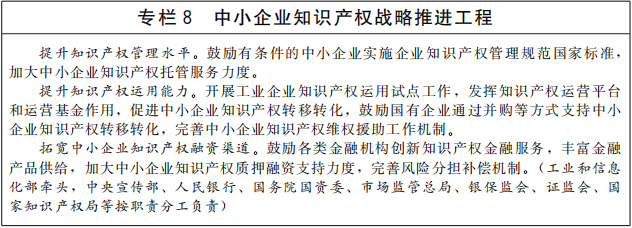 专栏8 中小企业知识产权战略推进工程
提升知识产权管理水平。鼓励有条件的中小企业实施企业知识产权管理规范国家标准，
加大中小企业知识产权托管服务力度。
提升知识产权运用能力。开展工业企业知识产权运用试点工作，发挥知识产权运营平台
和运营基金作用，促进中小企业知识产权转移转化，鼓励国有企业通过并购等方式支持中小
企业知识产权转移转化，完善中小企业知识产权维权援助工作机制。
拓宽中小企业知识产权融资渠道。鼓励各类金融机构创新知识产权金融服务，丰富金融
产品供给，加大中小企业知识产权质押融资支持力度，完善风险分担补偿机制。（工业和信息
化部牵头，中央宣传部、人民银行、国务院国资委、市场监管总局、银保监会、证监会、国
家知识产权局等按职责分工负责）